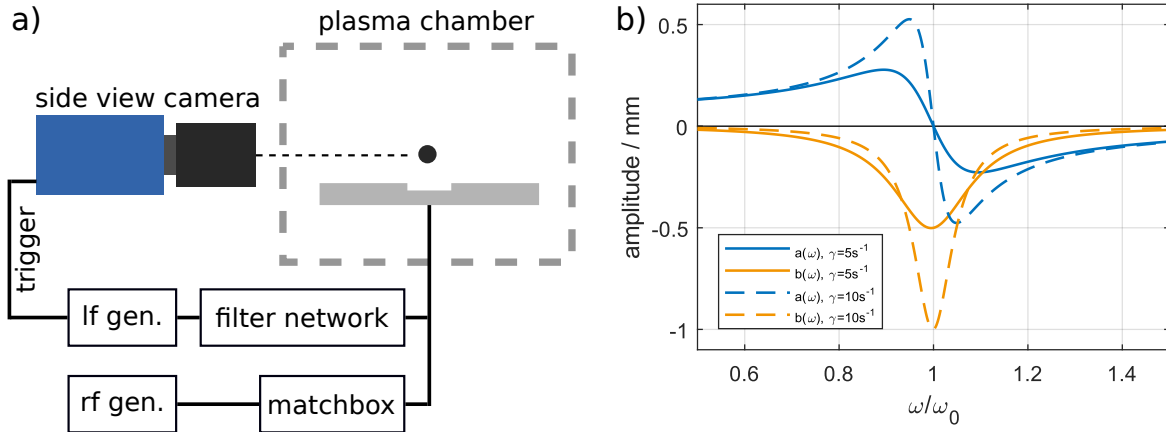 a)
plasma chamber
side view camera
trigger
lf gen.
filter network
rf gen.
matchbox
b)
amplitude / mm
0.5
0
-0.5
-1
a(ω), γ=5s⁻¹
b(ω), γ=5s⁻¹
a(ω), γ=10s⁻¹
b(ω), γ=10s⁻¹
0.6
0.8
1
1.2
1.4
ω/ω₀